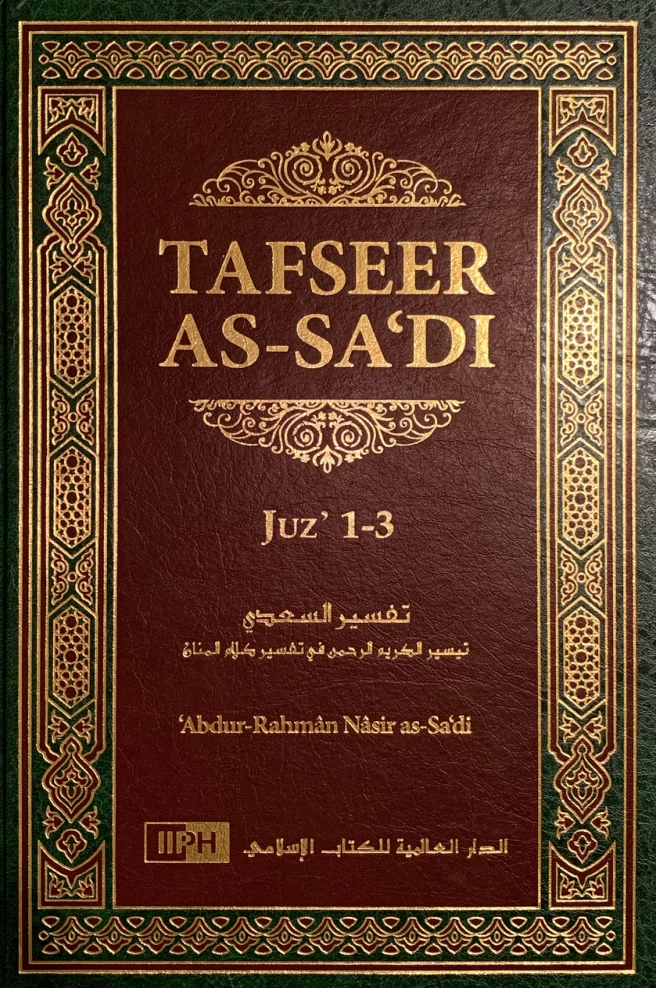 TAFSEER
AS-SA‘DI
Juz’ 1-3
تفسير السعدي
تيسير الكريم الرحمن في تفسير كلام المنان
‘Abdur-Rahmân Nâsir as-Sa‘di
IIPH
الدار العالمية للكتاب الإسلامي